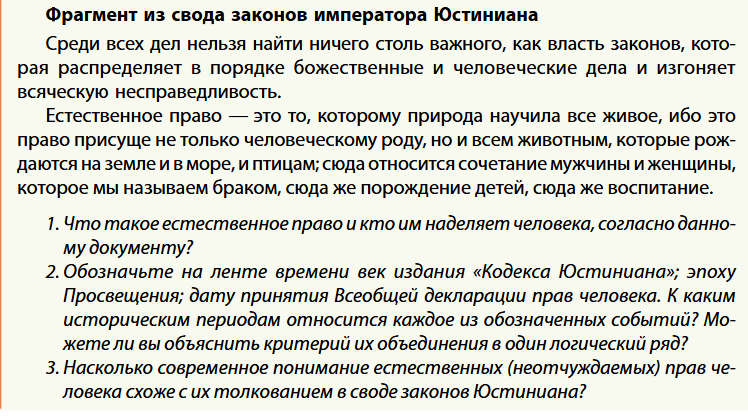 Фрагмент из свода законов императора Юстиниана
Среди всех дел нельзя найти ничего столь важного, как власть законов, кото-
рая распределяет в порядке божественные и человеческие дела и изгоняет
всяческую несправедливость.
Естественное право — это то, которому природа научила все живое, ибо это
право присуще не только человеческому роду, но и всем животным, которые рож-
даются на земле и в море, и птицам; сюда относится сочетание мужчины и женщины,
которое мы называем браком, сюда же порождение детей, сюда же воспитание.
1. Что такое естественное право и кто им наделяет человека, согласно данно-
му документу?
2. Обозначьте на ленте времени век издания «Кодекса Юстиниана»; эпоху
Просвещения; дату принятия Всеобщей декларации прав человека. К каким
историческим периодам относится каждое из обозначенных событий? Мо-
жете ли вы объяснить критерий их объединения в один логический ряд?
3. Насколько современное понимание естественных (неотчуждаемых) прав че-
ловека схоже с их толкованием в своде законов Юстиниана?